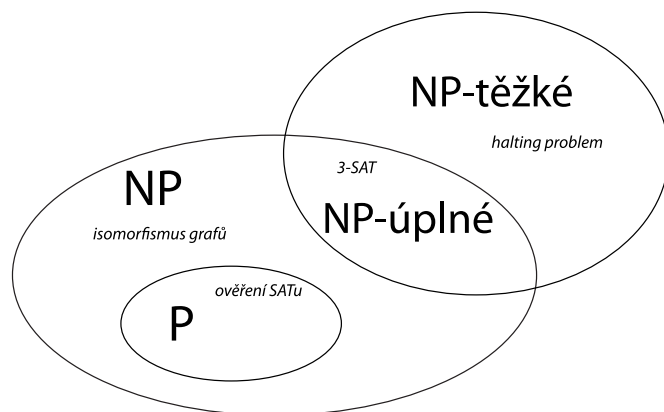 NP-těžké
halting problem
3-SAT
NP
NP-úplné
isomorfismus grafů
ověření SATu
P